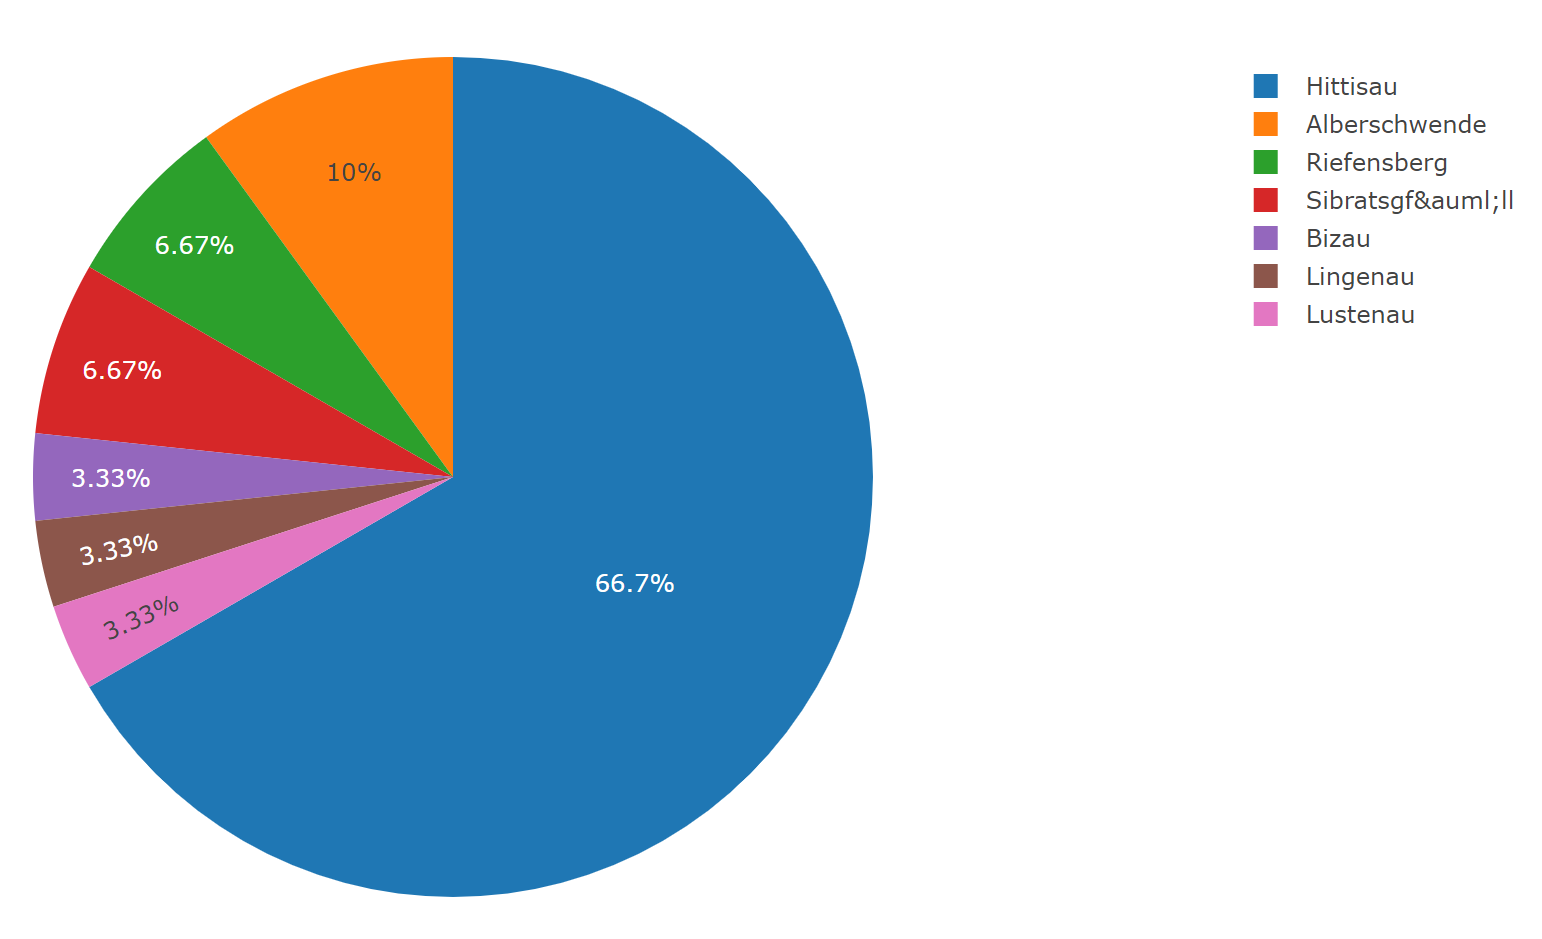 10%
6.67%
6.67%
3.33%
3.33%
3.33%
66.7%
Hittisau
Alberschwende
Riefensberg
Sibratsgf&auml;ll
Bizau
Lingenau
Lustenau